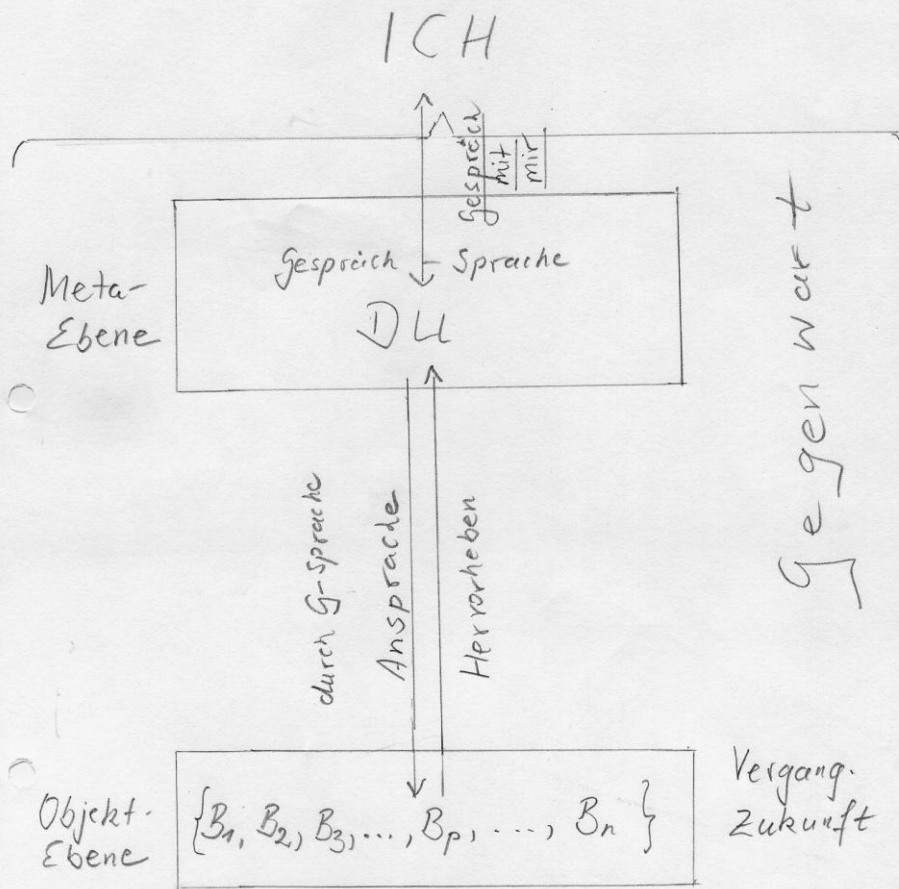 ICH
Gespräch
mit
mir
Meta-
Ebene
Gespräch - Sprache
DU
Gegenwart
durch G-Sprache
Ansprache
Hervorheben
Objekt-
Ebene
{B₁, B₂, B₃, ..., Bₚ, ..., Bₙ}
Vergang.
Zukunft